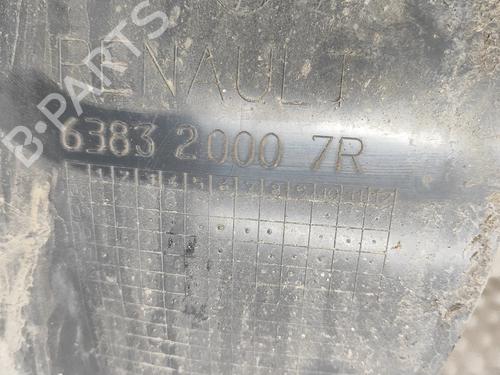 RENAULT
6383 2000 7R
1 2 3 4 5 6 7 8 9 10 11 12
B-PARTS